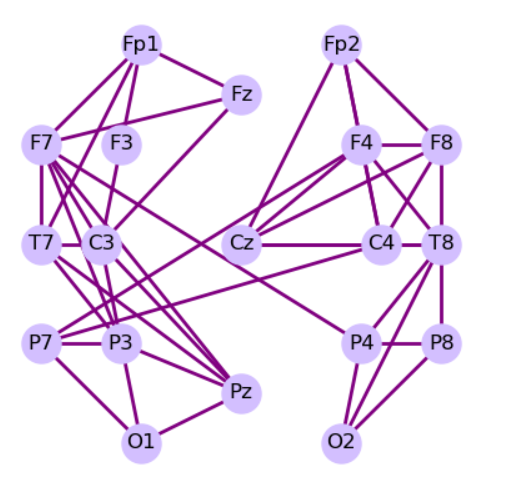 Fp1 Fp2
Fz
F7 F3 F4 F8
T7 C3 Cz C4 T8
P7 P3 P4 P8
Pz
O1 O2